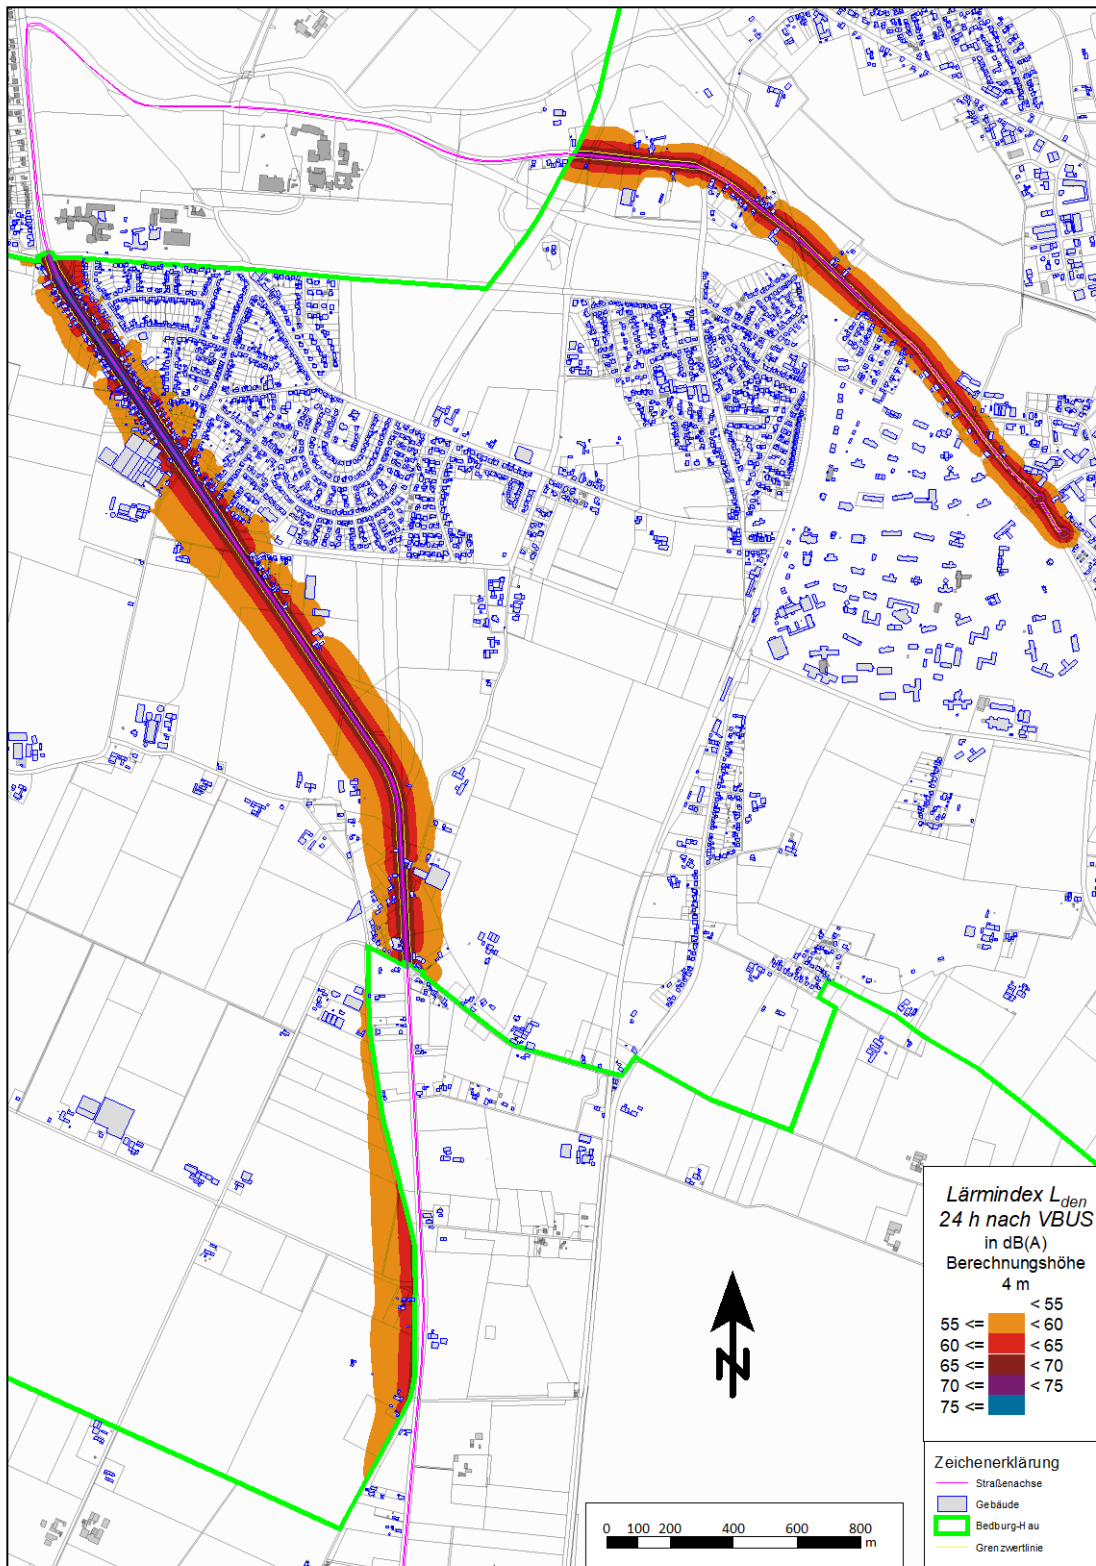 N
Lärmindex Lden
24 h nach VBUS
in dB(A)
Berechnungshöhe
4 m
< 55
55 <= < 60
60 <= < 65
65 <= < 70
70 <= < 75
75 <=
Zeichenerklärung
Straßenachse
Gebäude
Bedburg-Hau
Grenzwertlinie
0 100 200 400 600 800
m